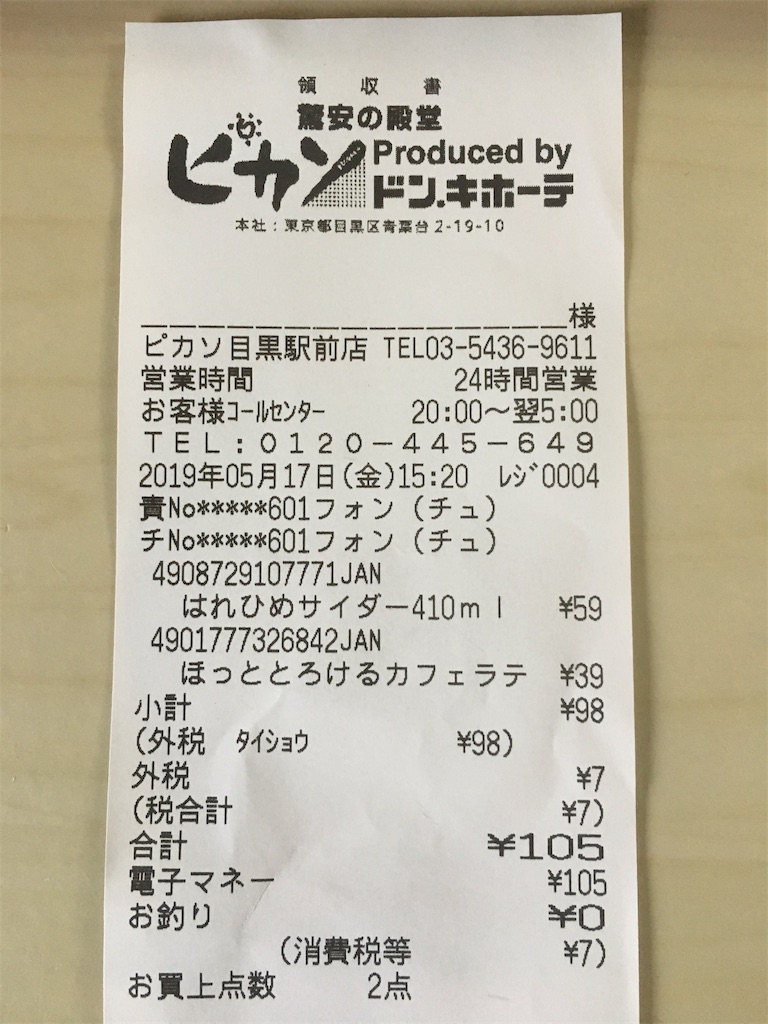 領収書
驚安の殿堂
ピカソ Produced by
ドン.キホーテ
本社：東京都目黒区青葉台2-19-10
様
ピカソ目黒駅前店 TEL03-5436-9611
営業時間 24時間営業
お客様ｺｰﾙｾﾝﾀｰ 20:00～翌5:00
ＴＥＬ：０１２０－４４５－６４９
2019年05月17日(金)15:20 ﾚｼﾞ0004
責No*****601フォン（チュ）
チNo*****601フォン（チュ）
4908729107771JAN
はれひめサイダー410ｍｌ ¥59
4901777326842JAN
ほっととろけるカフェラテ ¥39
小計 ¥98
(外税 ﾀｲｼｮｳ ¥98)
外税 ¥7
(税合計 ¥7)
合計 ¥105
電子マネー ¥105
お釣り ¥0
(消費税等 ¥7)
お買上点数 2点